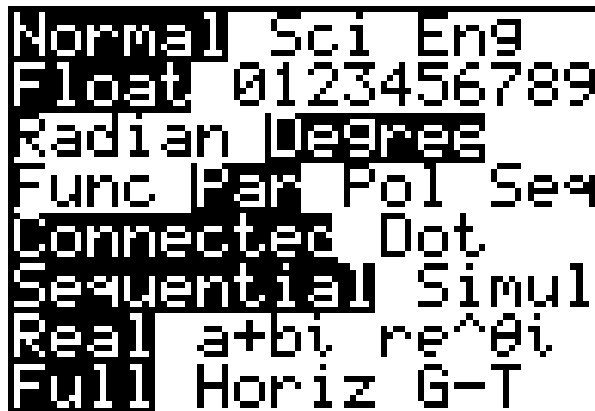 Normal Sci Eng
Float 0123456789
Radian Degree
Func Par Pol Seq
Connected Dot
Sequential Simul
Real a+bi re^θi
Full Horiz G-T